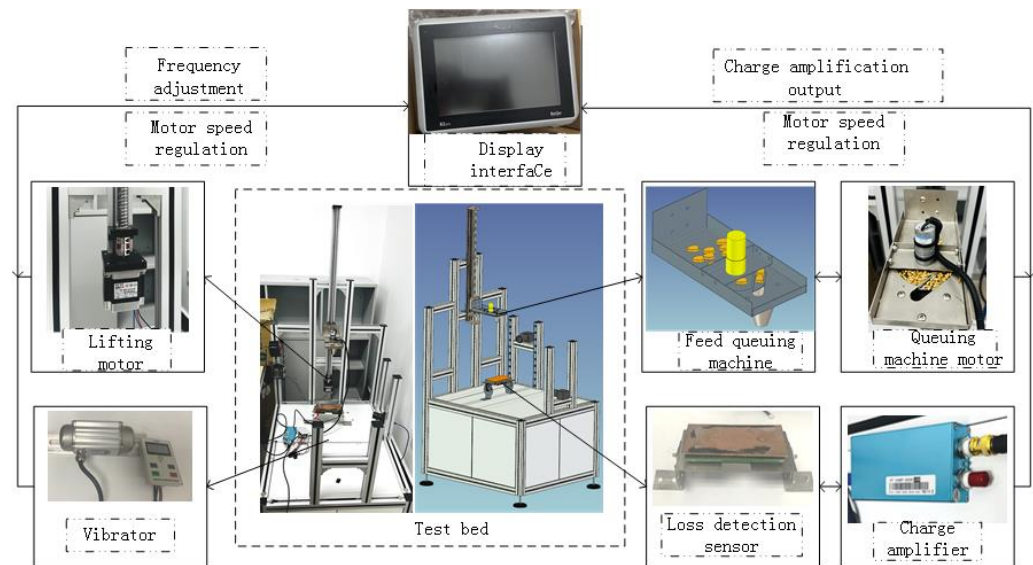 Frequency
adjustment
Charge amplification
output
Motor speed
regulation
Display
interfaCe
Motor speed
regulation
Lifting
motor
Feed queuing
machine
Queuing
machine motor
Vibrator
Test bed
Loss detection
sensor
Charge
amplifier